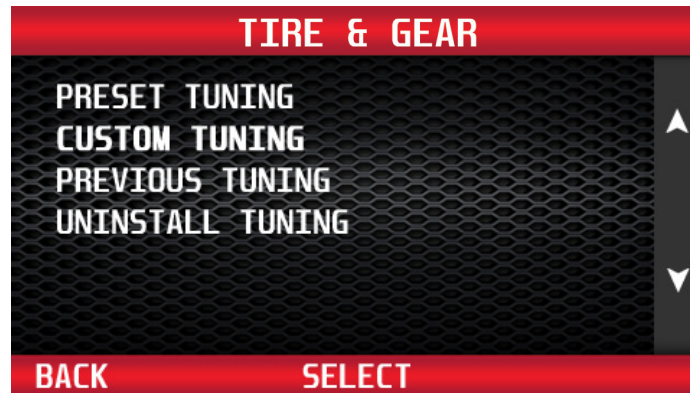 TIRE & GEAR
PRESET TUNING
CUSTOM TUNING
PREVIOUS TUNING
UNINSTALL TUNING
BACK SELECT